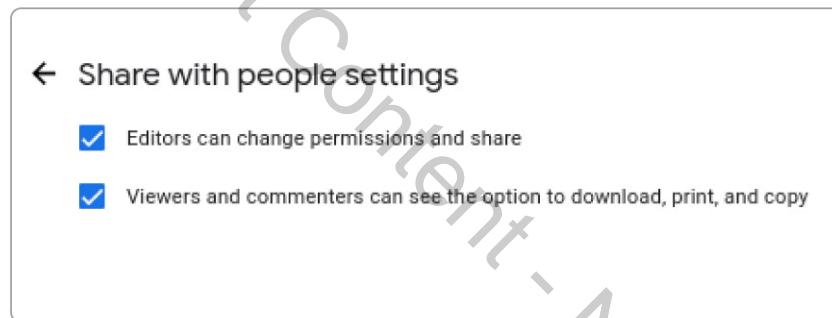 Share with people settings
Editors can change permissions and share
Viewers and commenters can see the option to download, print, and copy
Content -